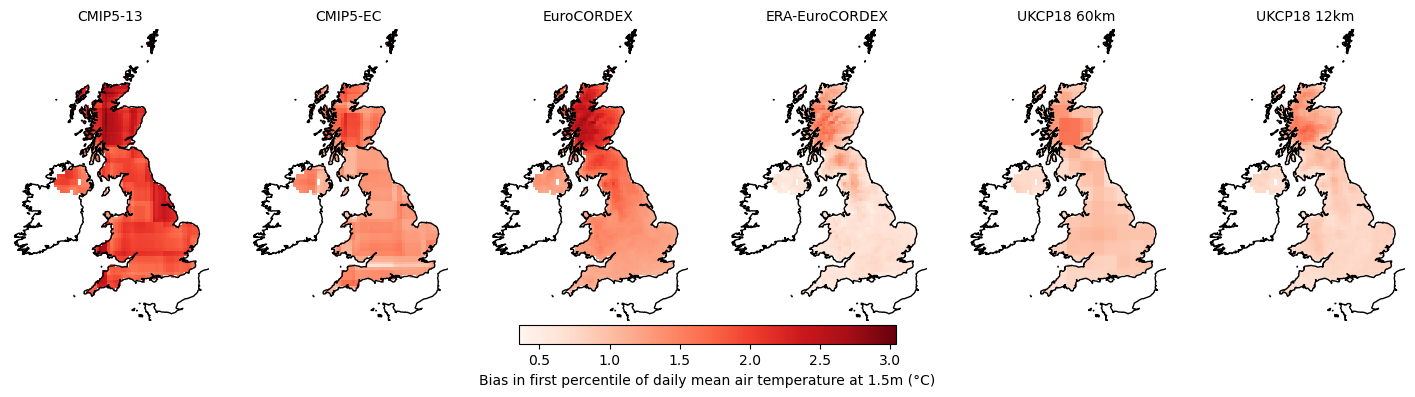 CMIP5-13 CMIP5-EC EuroCORDEX ERA-EuroCORDEX UKCP18 60km UKCP18 12km
0.5 1.0 1.5 2.0 2.5 3.0
Bias in first percentile of daily mean air temperature at 1.5m (°C)